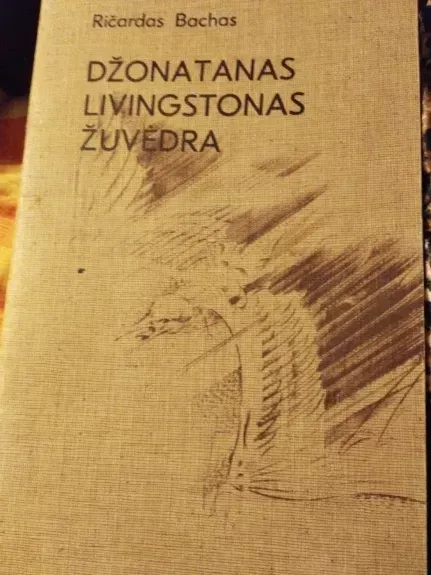 Ričardas Bachas
DŽONATANAS
LIVINGSTONAS
ŽUVĖDRA